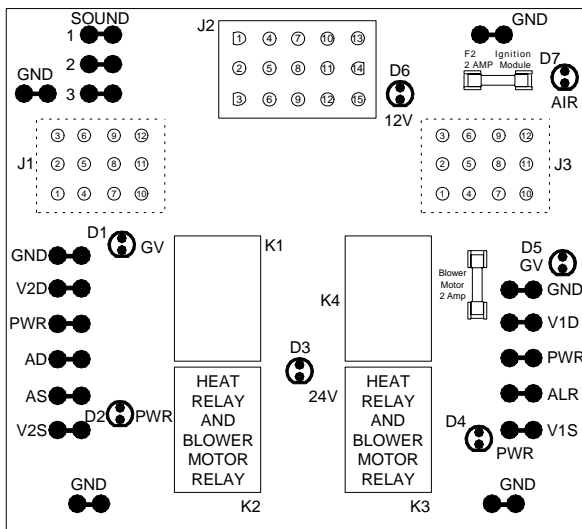 SOUND
1
2
3
GND
J2
1 4 7 10 13
2 5 8 11 14
3 6 9 12 15
D6
12V
GND
F2 Ignition
2 AMP Module
D7
AIR
J1
3 6 9 12
2 5 8 11
1 4 7 10
3 6 9 12
2 5 8 11
1 4 7 10
J3
D1
GV
GND
V2D
PWR
AD
AS
V2S
D2
PWR
GND
K1
HEAT
RELAY
AND
BLOWER
MOTOR
RELAY
K2
D3
24V
K4
HEAT
RELAY
AND
BLOWER
MOTOR
RELAY
K3
Blower
Motor
2 Amp
D5
GV
GND
V1D
PWR
ALR
V1S
D4
PWR
GND